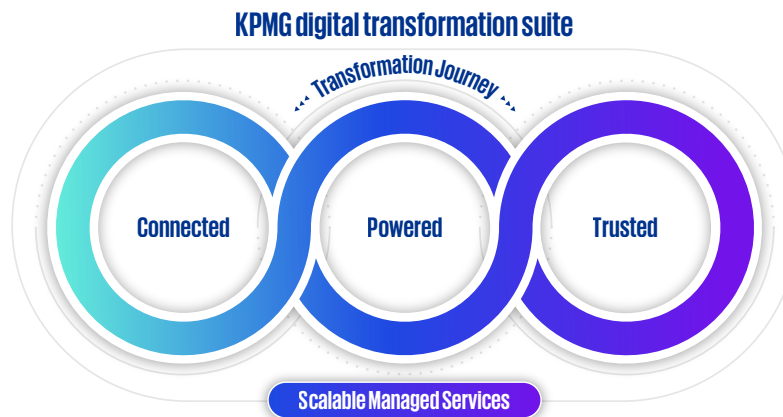 KPMG digital transformation suite
Transformation Journey
Connected
Powered
Trusted
Scalable Managed Services